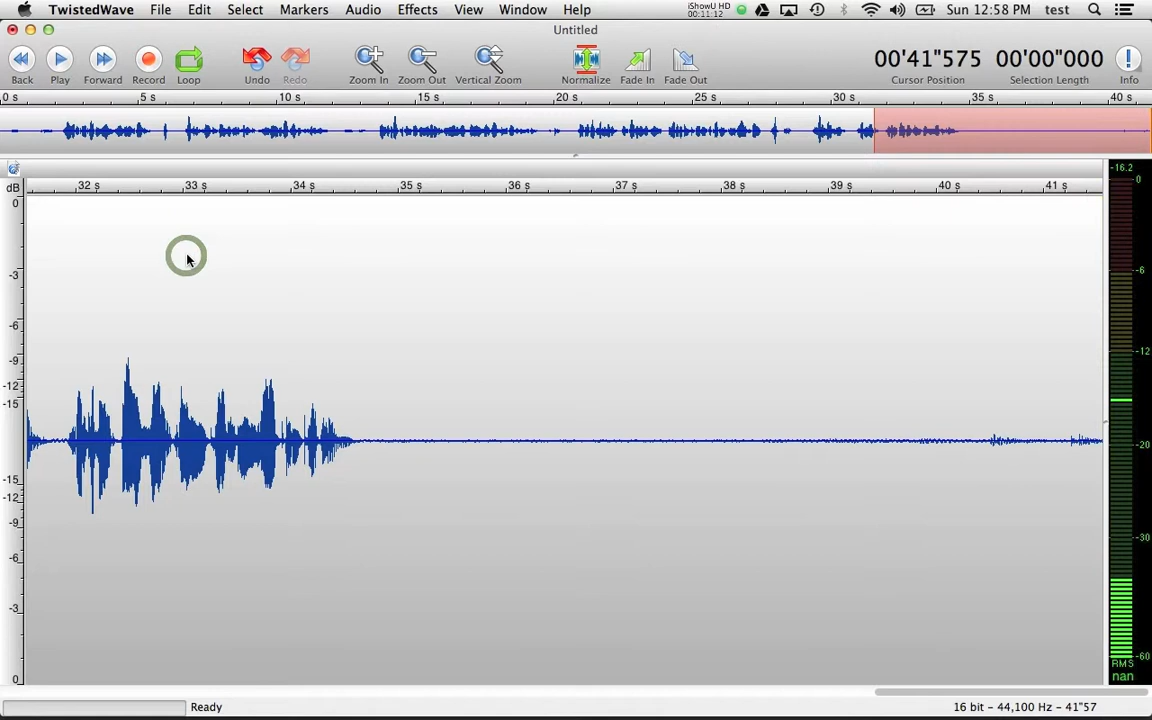 TwistedWave File Edit Select Markers Audio Effects View Window Help iShowU HD 00:11:12 Sun 12:58 PM test
Untitled
Back Play Forward Record Loop Undo Redo Zoom In Zoom Out Vertical Zoom Normalize Fade In Fade Out 00'41"575 Cursor Position 00'00"000 Selection Length Info
0 s 5 s 10 s 15 s 20 s 25 s 30 s 35 s 40 s
dB 32 s 33 s 34 s 35 s 36 s 37 s 38 s 39 s 40 s 41 s
0
-3
-6
-9
-12
-15
-15
-12
-9
-6
-3
0
-16.2
0
-6
-12
-20
-30
-60
RMS
nan
Ready 16 bit - 44,100 Hz - 41"57